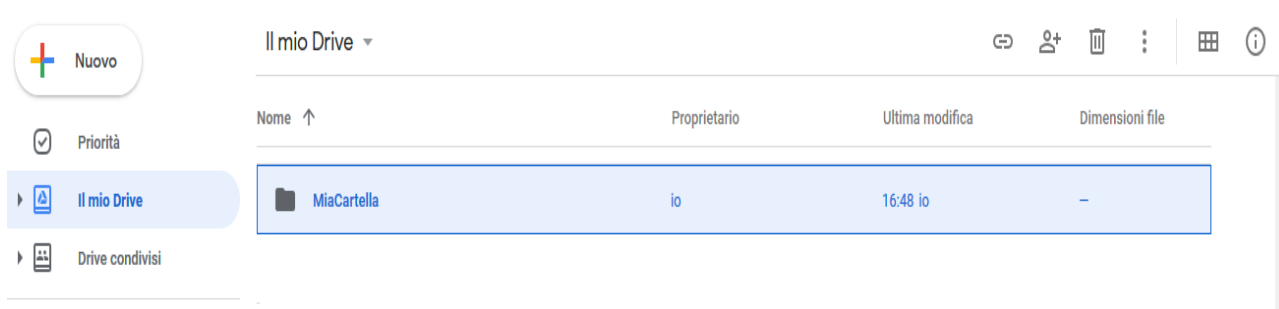 Il mio Drive
Nuovo
Nome Proprietario Ultima modifica Dimensioni file
Priorità
Il mio Drive
MiaCartella io 16:48 io –
Drive condivisi